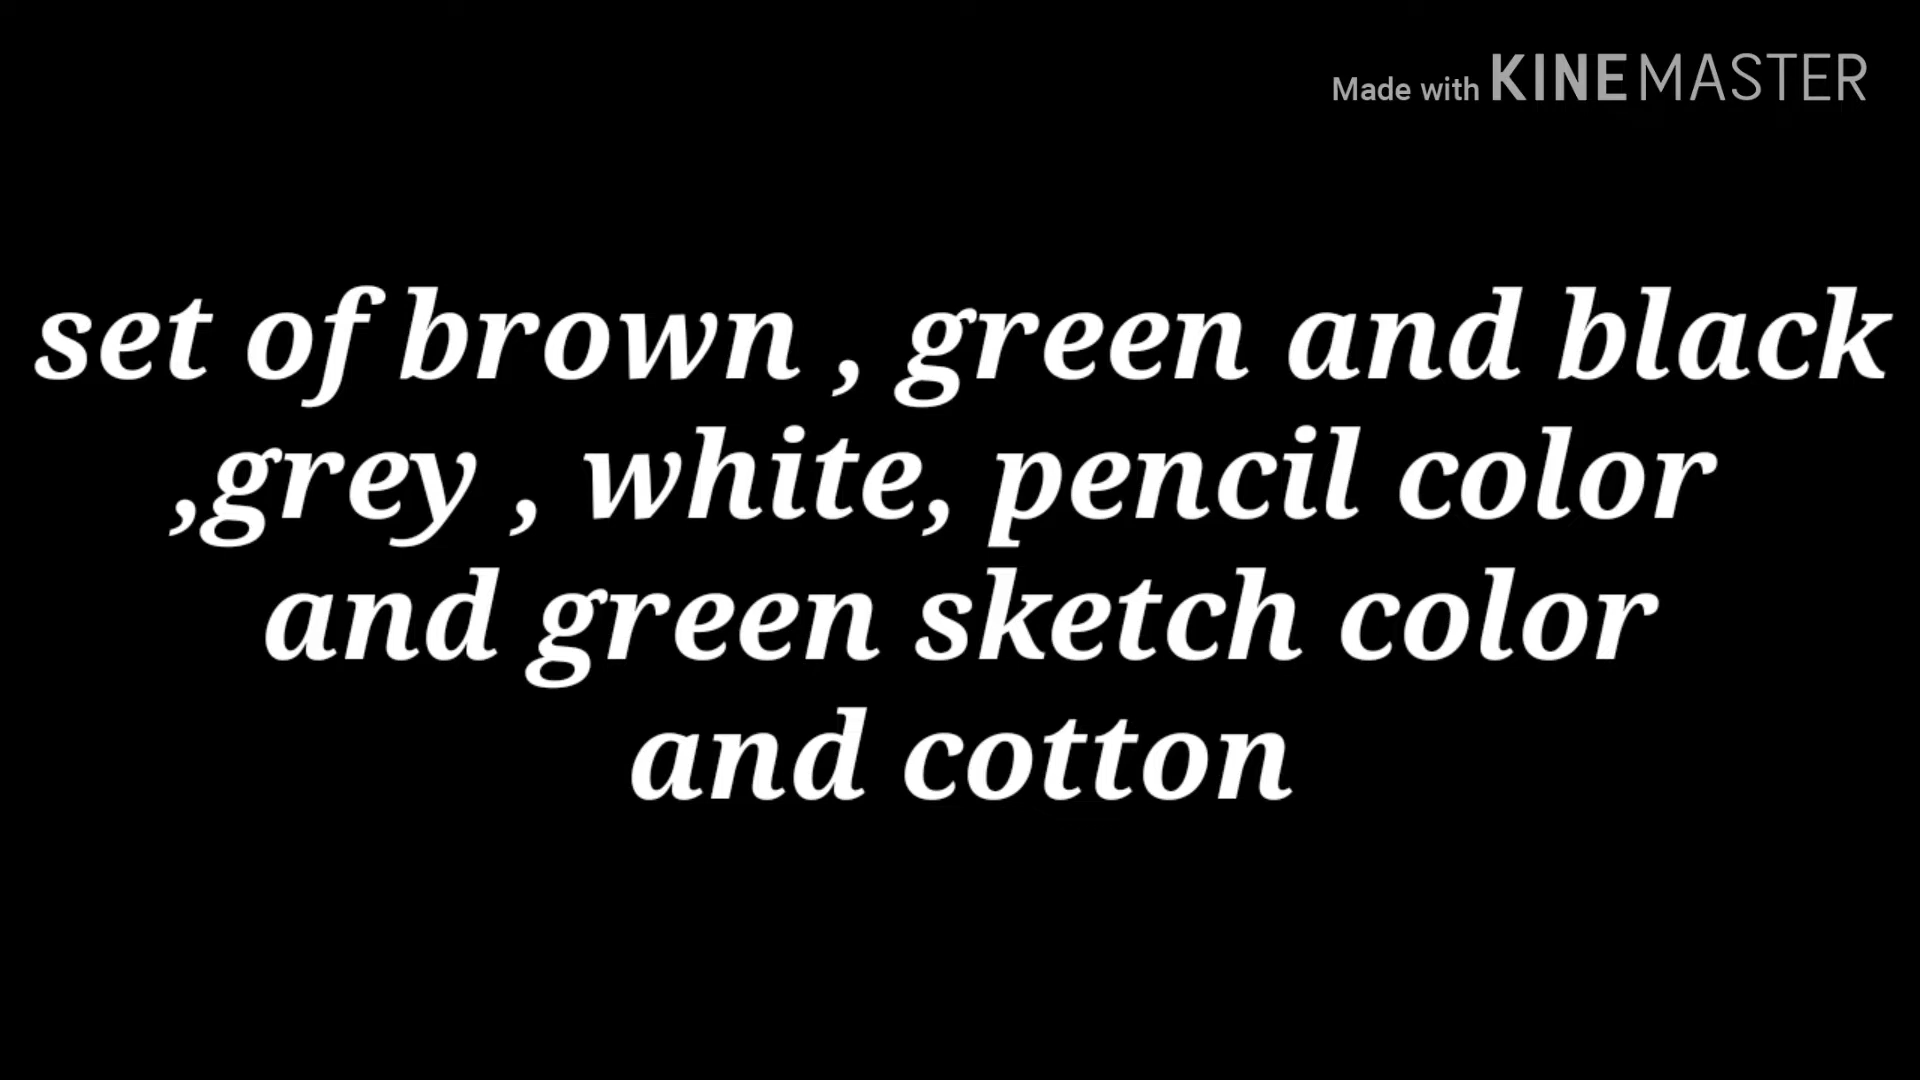 Made with KINEMASTER
set of brown , green and black
,grey , white, pencil color
and green sketch color
and cotton